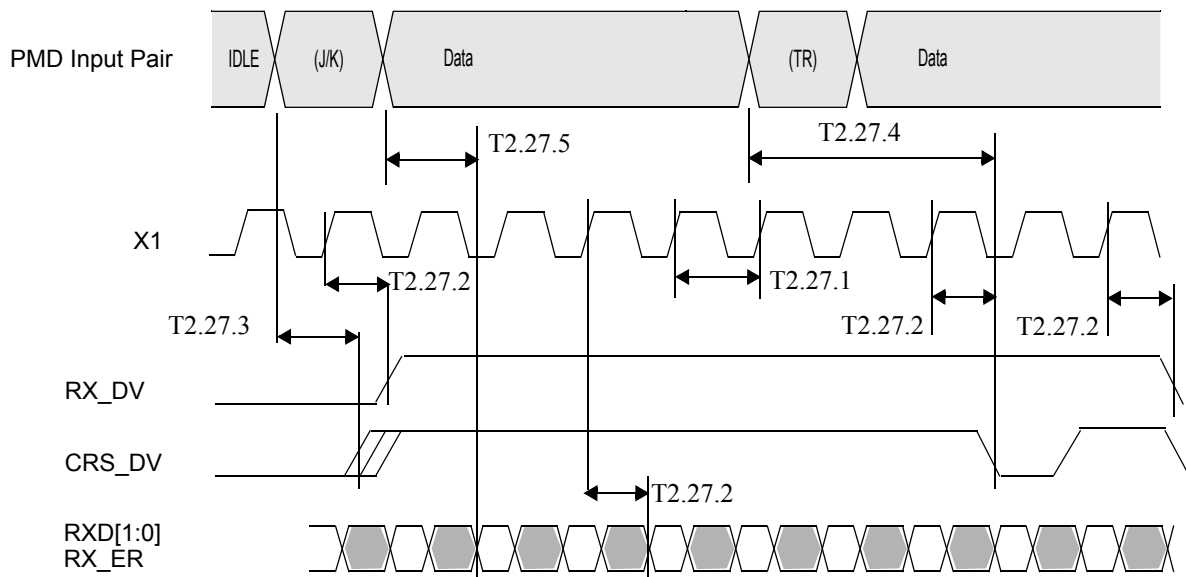 PMD Input Pair
IDLE
(J/K)
Data
(TR)
Data
T2.27.5
T2.27.4
X1
T2.27.2
T2.27.1
T2.27.3
T2.27.2
T2.27.2
RX_DV
CRS_DV
T2.27.2
RXD[1:0]
RX_ER